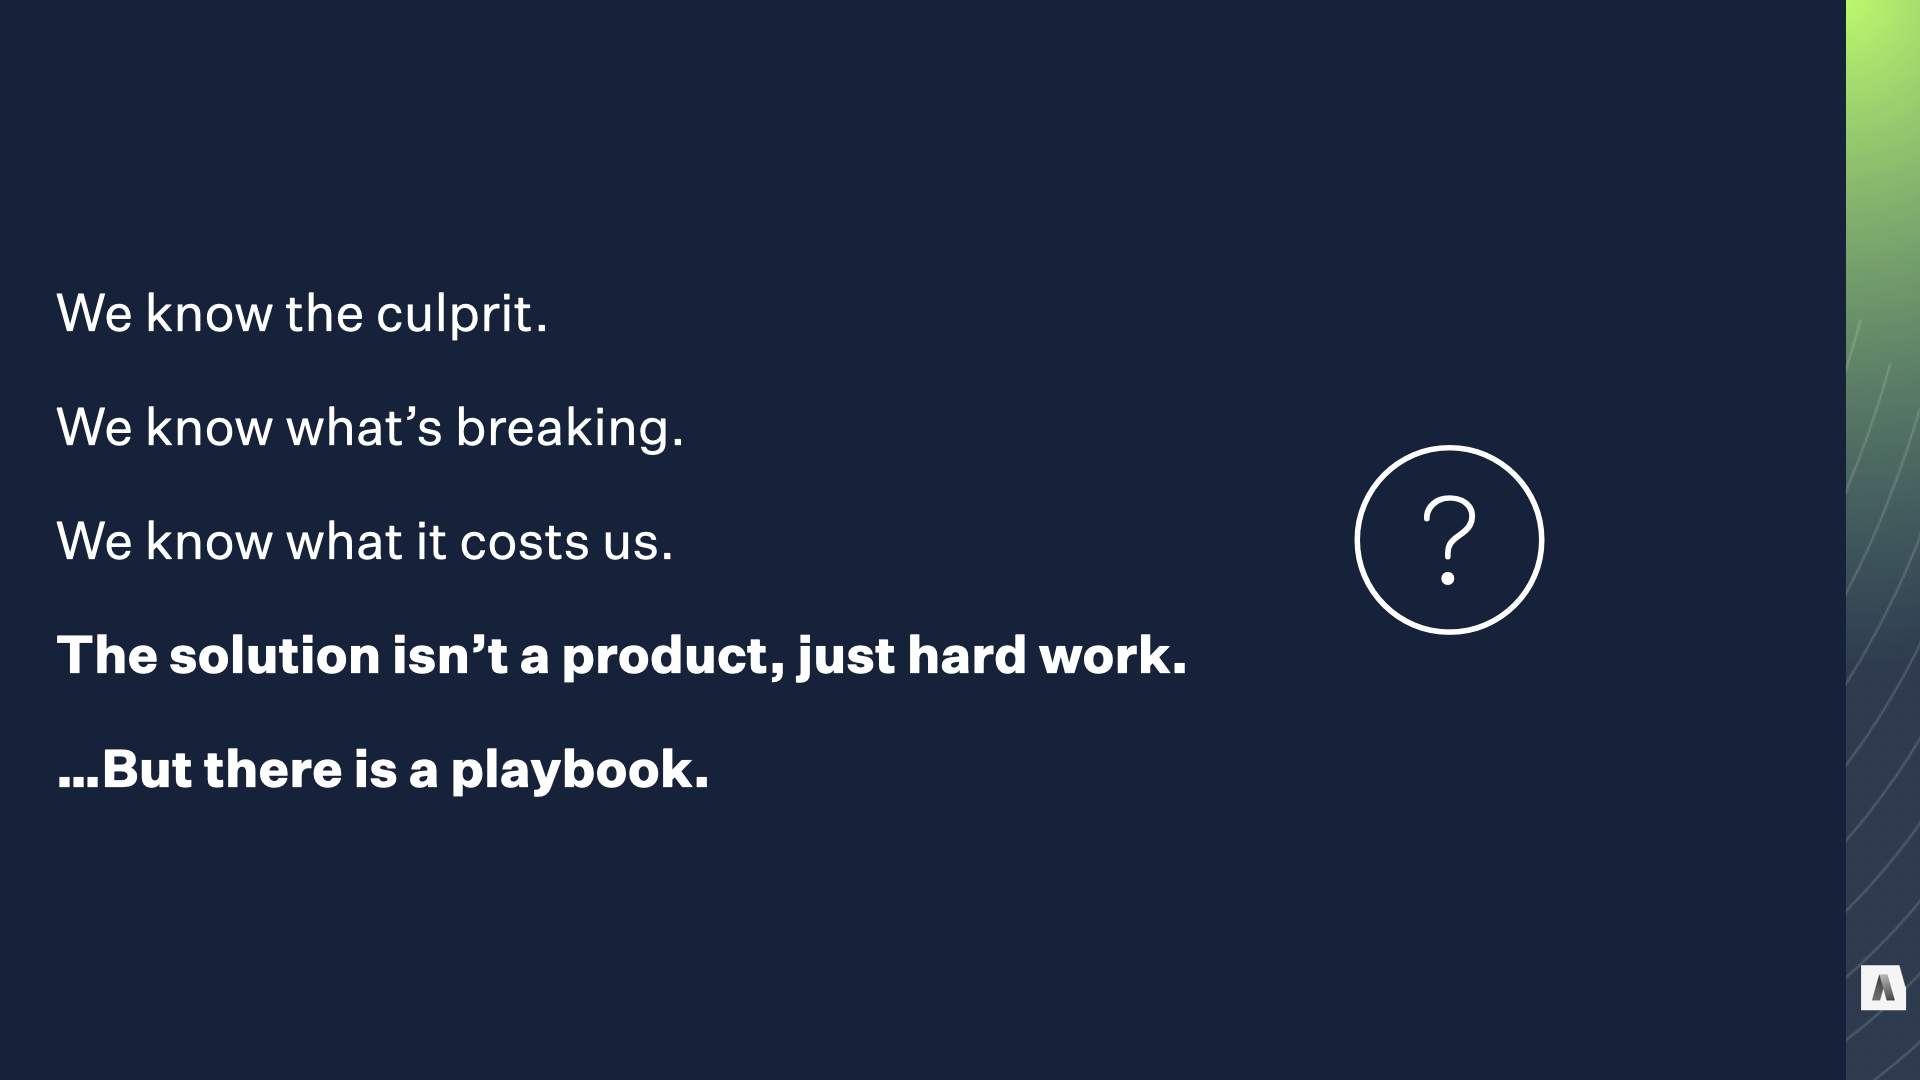 We know the culprit.
We know what’s breaking.
We know what it costs us.
The solution isn’t a product, just hard work.
…But there is a playbook.
?